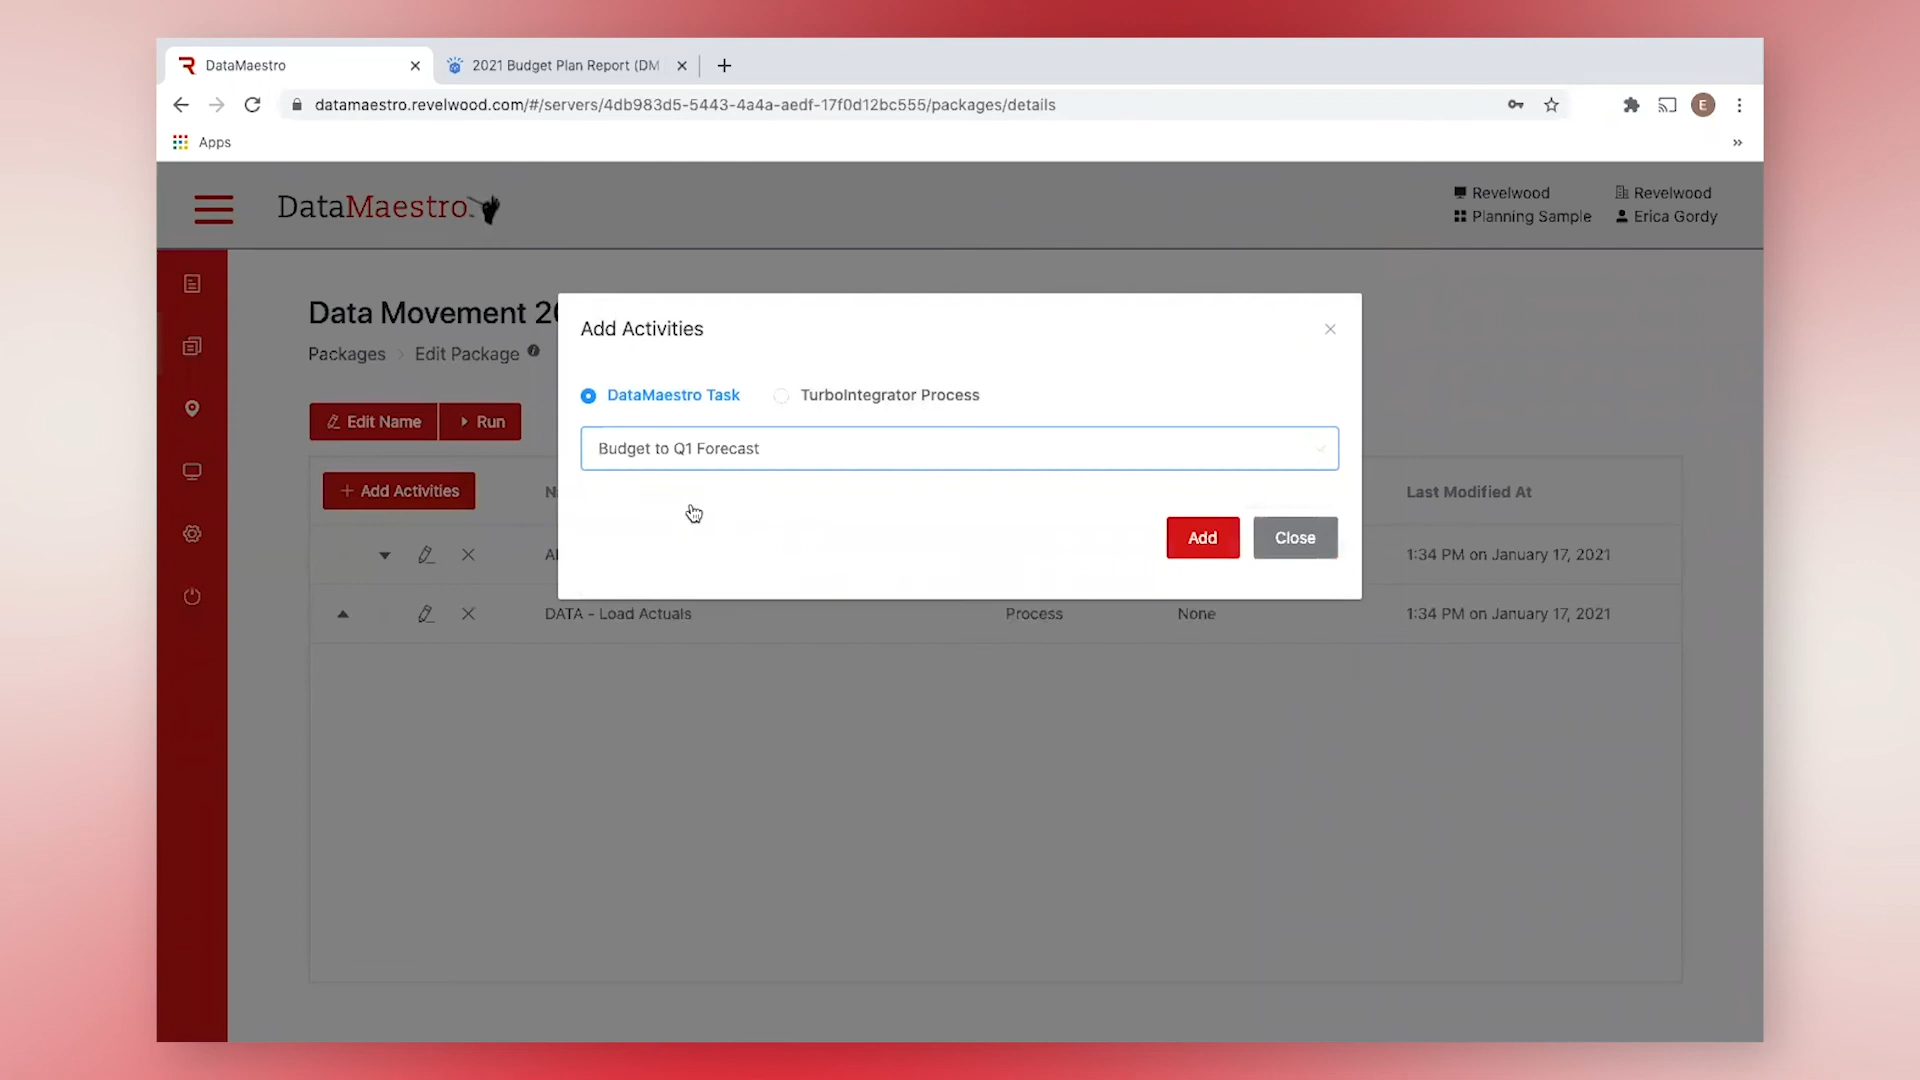 DataMaestro
2021 Budget Plan Report (DM
datamaestro.revelwood.com/#/servers/4db983d5-5443-4a4a-aedf-17f0d12bc555/packages/details
E
Apps
DataMaestro
Revelwood
Revelwood
Planning Sample
Erica Gordy
Data Movement
Packages > Edit Package
Edit Name
Run
+ Add Activities
Last Modified At
1:34 PM on January 17, 2021
DATA - Load Actuals
Process
None
1:34 PM on January 17, 2021
Add Activities
DataMaestro Task
TurboIntegrator Process
Budget to Q1 Forecast
Add
Close